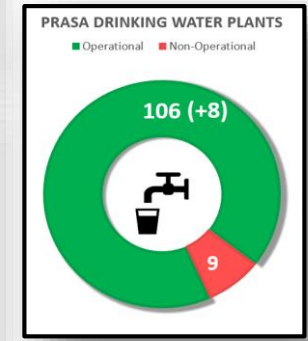 PRASA DRINKING WATER PLANTS
Operational Non-Operational
106 (+8)
9